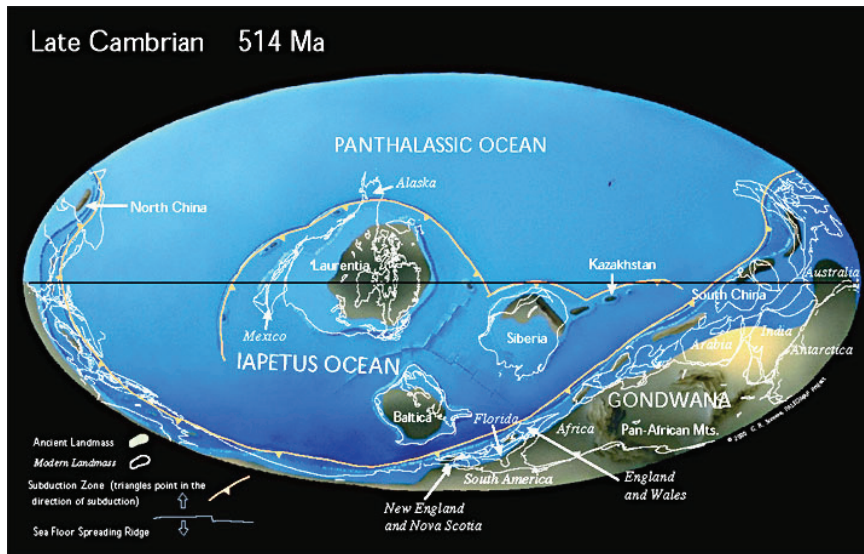 Late Cambrian 514 Ma
PANTHALASSIC OCEAN
Alaska
North China
Laurentia
Kazakhstan
Australia
South China
Mexico
Siberia
India
Arabia
Antarctica
IAPETUS OCEAN
GONDWANA
Baltica
Florida
Africa
Pan-African Mts.
Ancient Landmass
Modern Landmass
South America
England
and Wales
Subduction Zone (triangles point in the
direction of subduction)
New England
and Nova Scotia
Sea Floor Spreading Ridge